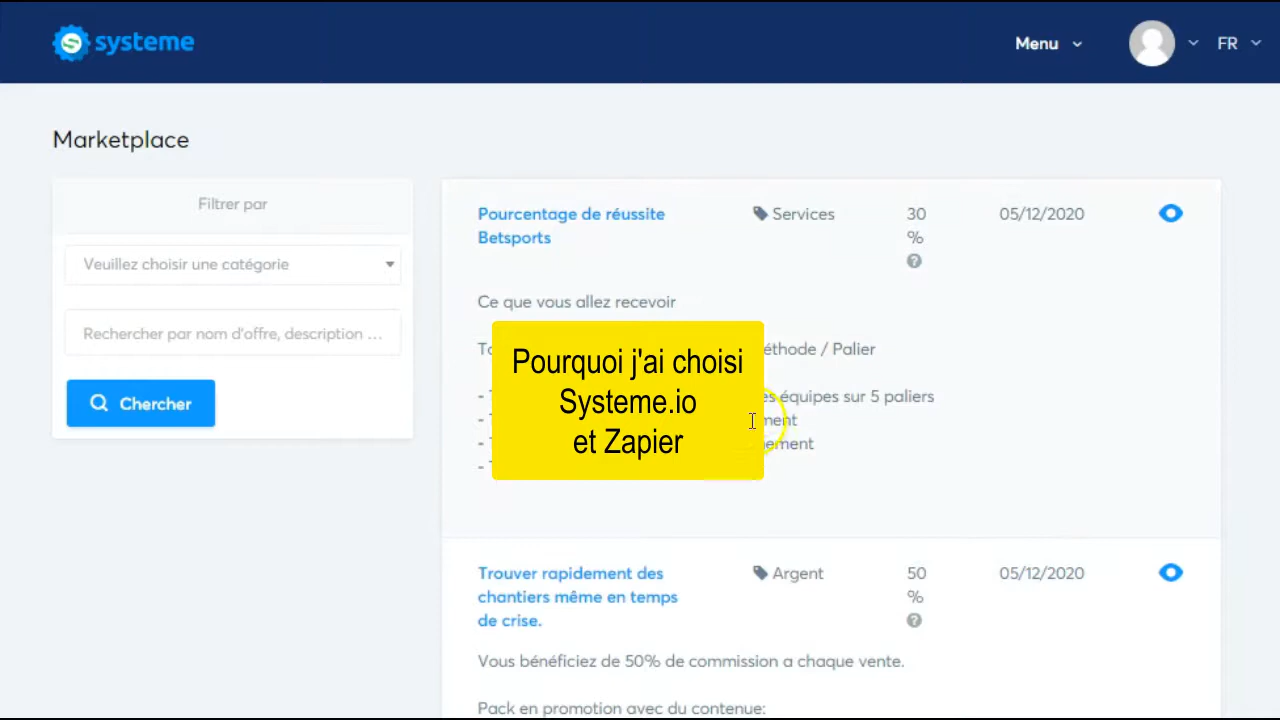 systeme
Menu
FR
Marketplace
Filtrer par
Veuillez choisir une catégorie
Rechercher par nom d'offre, description ...
Chercher
Pourcentage de réussite
Betsports
Services
30
%
05/12/2020
Ce que vous allez recevoir
/ Palier
équipes sur 5 paliers
Pourquoi j'ai choisi
Systeme.io
et Zapier
Trouver rapidement des
chantiers même en temps
de crise.
Argent
50
%
05/12/2020
Vous bénéficiez de 50% de commission a chaque vente.
Pack en promotion avec du contenue: